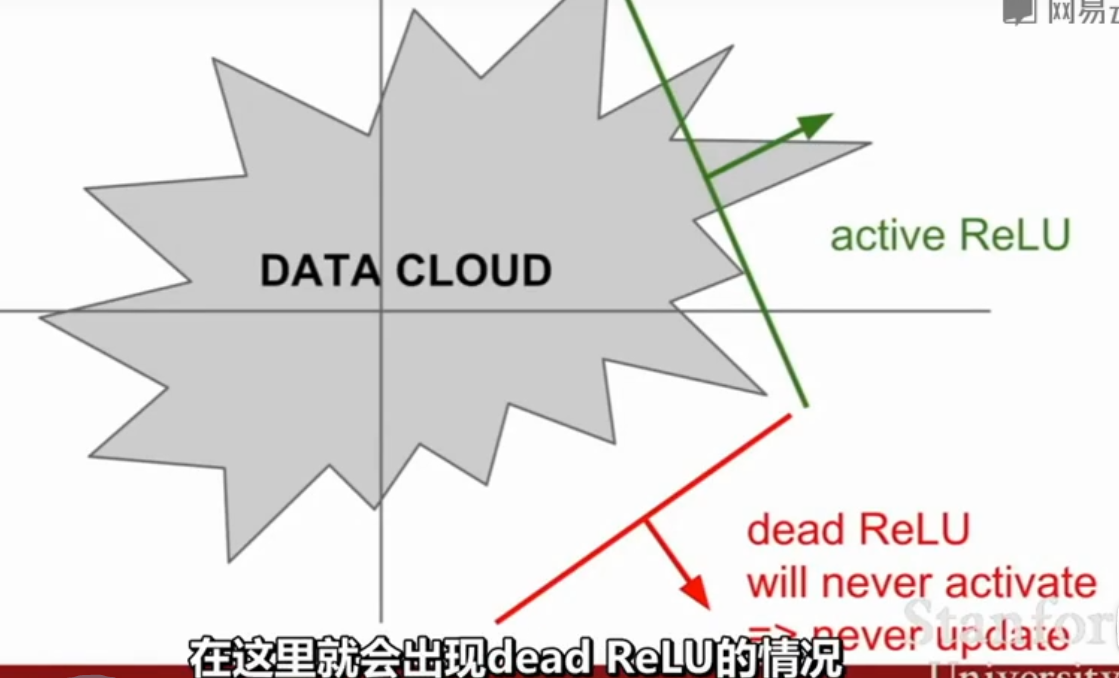 网易云
DATA CLOUD
active ReLU
dead ReLU
will never activate
=> never update
Stanford
University
在这里就会出现dead ReLU的情况